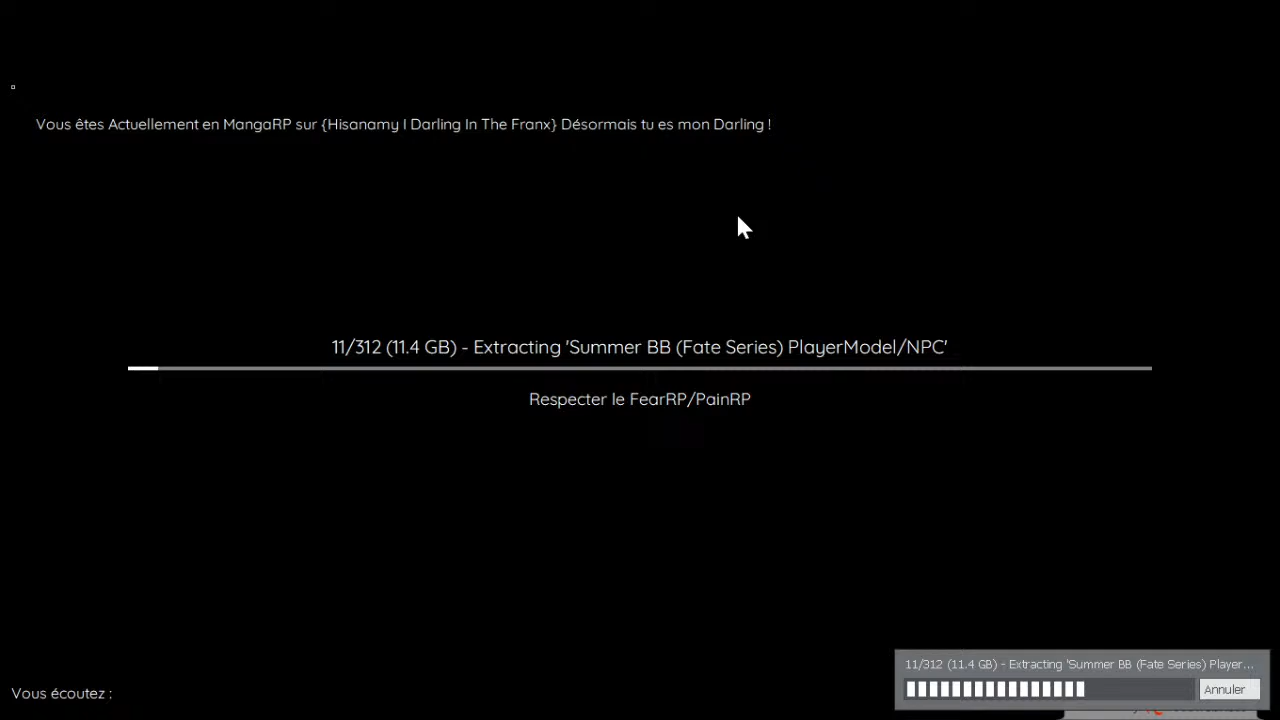 Vous êtes Actuellement en MangaRP sur {Hisanamy I Darling In The Franx} Désormais tu es mon Darling !
11/312 (11.4 GB) - Extracting 'Summer BB (Fate Series) PlayerModel/NPC'
Respecter le FearRP/PainRP
11/312 (11.4 GB) - Extracting 'Summer BB (Fate Series) Player...
Annuler
Vous écoutez :